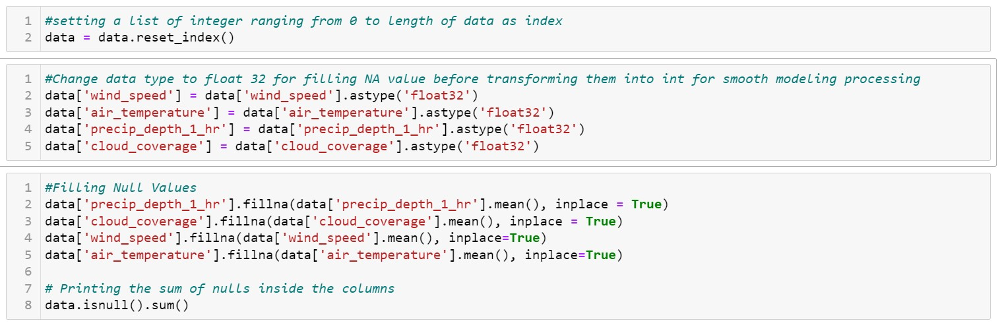 1 #setting a list of integer ranging from 0 to length of data as index
2 data = data.reset_index()
1 #Change data type to float 32 for filling NA value before transforming them into int for smooth modeling processing
2 data['wind_speed'] = data['wind_speed'].astype('float32')
3 data['air_temperature'] = data['air_temperature'].astype('float32')
4 data['precip_depth_1_hr'] = data['precip_depth_1_hr'].astype('float32')
5 data['cloud_coverage'] = data['cloud_coverage'].astype('float32')
1 #Filling Null Values
2 data['precip_depth_1_hr'].fillna(data['precip_depth_1_hr'].mean(), inplace = True)
3 data['cloud_coverage'].fillna(data['cloud_coverage'].mean(), inplace = True)
4 data['wind_speed'].fillna(data['wind_speed'].mean(), inplace=True)
5 data['air_temperature'].fillna(data['air_temperature'].mean(), inplace=True)
6
7 # Printing the sum of nulls inside the columns
8 data.isnull().sum()